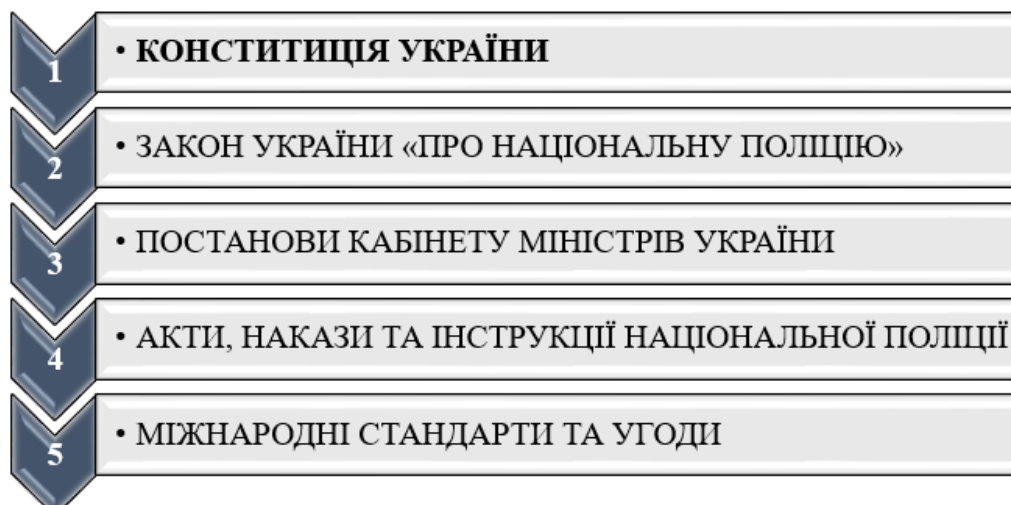 1
• КОНСТИТИЦІЯ УКРАЇНИ
2
• ЗАКОН УКРАЇНИ «ПРО НАЦІОНАЛЬНУ ПОЛІЦІЮ»
3
• ПОСТАНОВИ КАБІНЕТУ МІНІСТРІВ УКРАЇНИ
4
• АКТИ, НАКАЗИ ТА ІНСТРУКЦІЇ НАЦІОНАЛЬНОЇ ПОЛІЦІЇ
5
• МІЖНАРОДНІ СТАНДАРТИ ТА УГОДИ